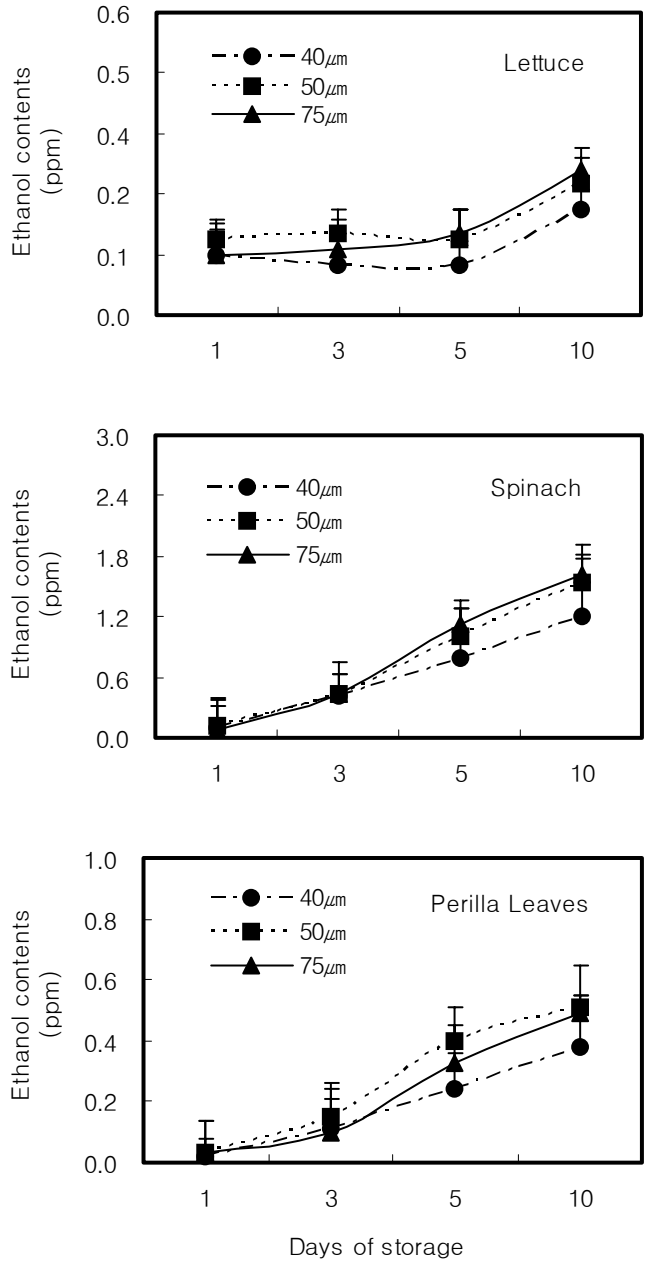 0.6
0.5
0.4
0.2
0.1
0.0
Ethanol contents
(ppm)
40㎛
50㎛
75㎛
Lettuce
1 3 5 10
3.0
2.4
1.8
1.2
0.6
0.0
Ethanol contents
(ppm)
40㎛
50㎛
75㎛
Spinach
1 3 5 10
1.0
0.8
0.6
0.4
0.2
0.0
Ethanol contents
(ppm)
40㎛
50㎛
75㎛
Perilla Leaves
1 3 5 10
Days of storage